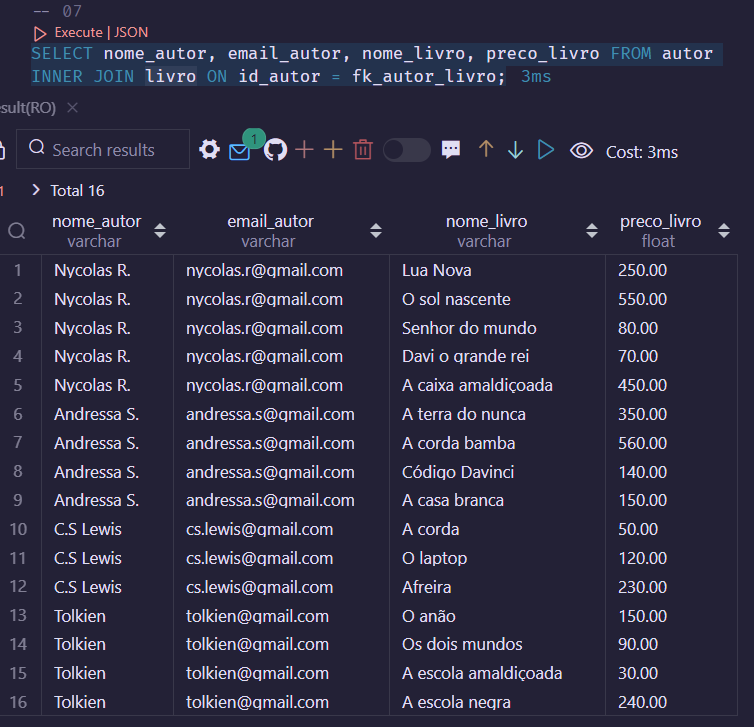 -- 07
Execute | JSON
SELECT nome_autor, email_autor, nome_livro, preco_livro FROM autor
INNER JOIN livro ON id_autor = fk_autor_livro; 3ms
esult(RO)
Search results 1 Cost: 3ms
1 Total 16
nome_autor email_autor nome_livro preco_livro
varchar varchar varchar float
1 Nycolas R. nycolas.r@gmail.com Lua Nova 250.00
2 Nycolas R. nycolas.r@gmail.com O sol nascente 550.00
3 Nycolas R. nycolas.r@gmail.com Senhor do mundo 80.00
4 Nycolas R. nycolas.r@gmail.com Davi o grande rei 70.00
5 Nycolas R. nycolas.r@gmail.com A caixa amaldiçoada 450.00
6 Andressa S. andressa.s@gmail.com A terra do nunca 350.00
7 Andressa S. andressa.s@gmail.com A corda bamba 560.00
8 Andressa S. andressa.s@gmail.com Código Davinci 140.00
9 Andressa S. andressa.s@gmail.com A casa branca 150.00
10 C.S Lewis cs.lewis@gmail.com A corda 50.00
11 C.S Lewis cs.lewis@gmail.com O laptop 120.00
12 C.S Lewis cs.lewis@gmail.com Afreira 230.00
13 Tolkien tolkien@gmail.com O anão 150.00
14 Tolkien tolkien@gmail.com Os dois mundos 90.00
15 Tolkien tolkien@gmail.com A escola amaldiçoada 30.00
16 Tolkien tolkien@gmail.com A escola negra 240.00